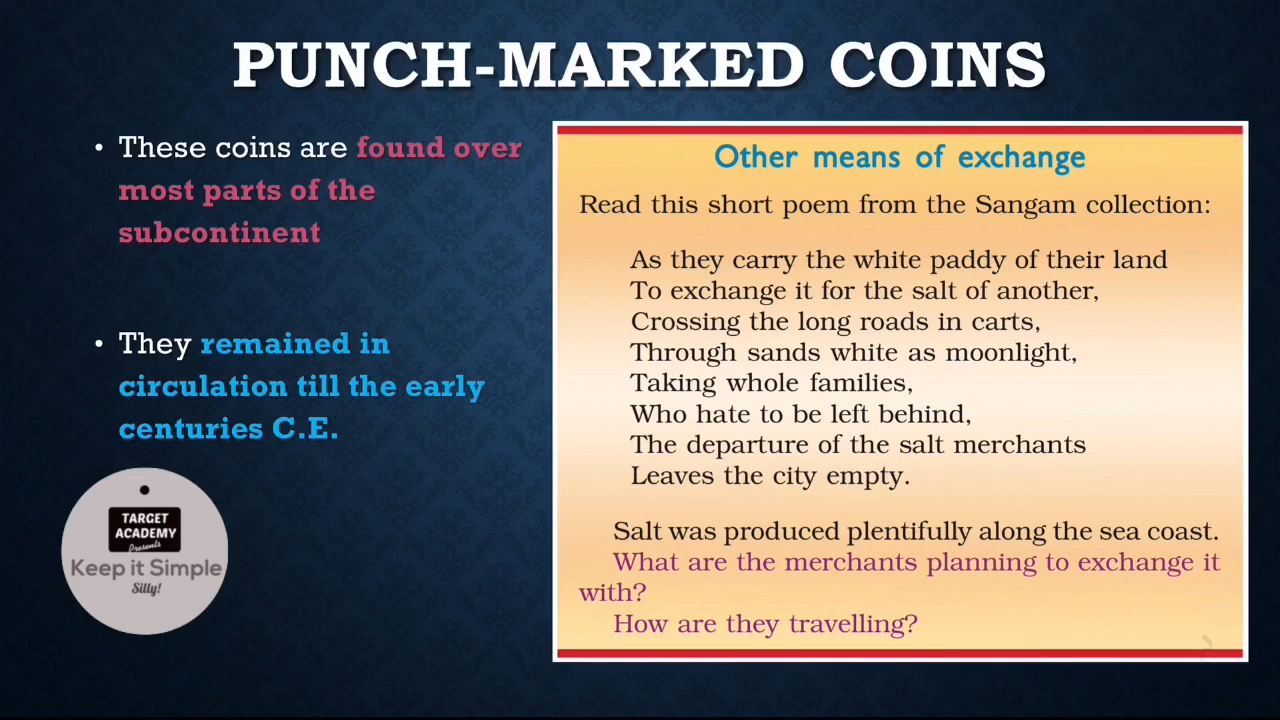 PUNCH-MARKED COINS
• These coins are found over
most parts of the
subcontinent
• They remained in
circulation till the early
centuries C.E.
TARGET
ACADEMY
Presents
Keep it Simple
Silly!
Other means of exchange
Read this short poem from the Sangam collection:
As they carry the white paddy of their land
To exchange it for the salt of another,
Crossing the long roads in carts,
Through sands white as moonlight,
Taking whole families,
Who hate to be left behind,
The departure of the salt merchants
Leaves the city empty.
Salt was produced plentifully along the sea coast.
What are the merchants planning to exchange it
with?
How are they travelling?